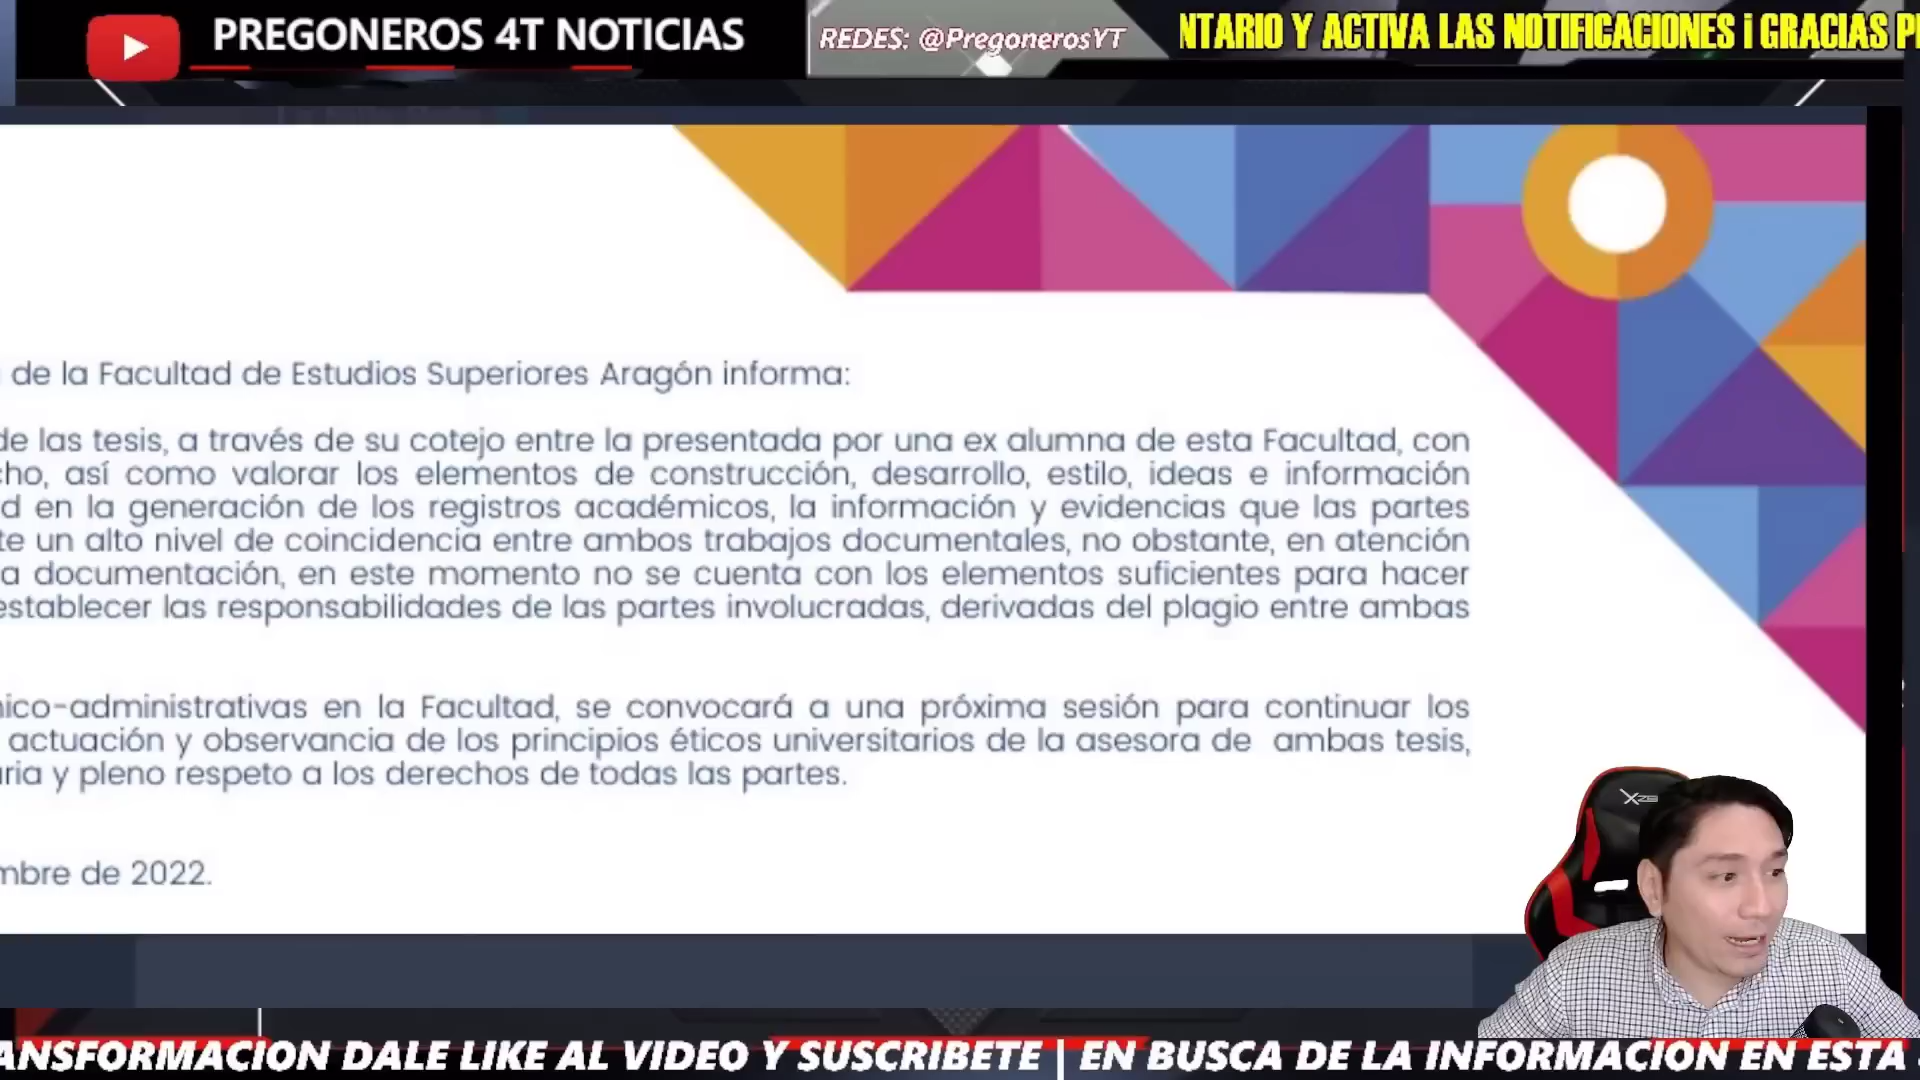 PREGONEROS 4T NOTICIAS
REDES: @PregonerosYT
NTARIO Y ACTIVA LAS NOTIFICACIONES ¡ GRACIAS P
de la Facultad de Estudios Superiores Aragón informa:
de las tesis, a través de su cotejo entre la presentada por una ex alumna de esta Facultad, con
cho, así como valorar los elementos de construcción, desarrollo, estilo, ideas e información
d en la generación de los registros académicos, la información y evidencias que las partes
te un alto nivel de coincidencia entre ambos trabajos documentales, no obstante, en atención
a documentación, en este momento no se cuenta con los elementos suficientes para hacer
establecer las responsabilidades de las partes involucradas, derivadas del plagio entre ambas
nico-administrativas en la Facultad, se convocará a una próxima sesión para continuar los
actuación y observancia de los principios éticos universitarios de la asesora de ambas tesis,
aria y pleno respeto a los derechos de todas las partes.
mbre de 2022.
ANSFORMACION DALE LIKE AL VIDEO Y SUSCRIBETE | EN BUSCA DE LA INFORMACION EN ESTA